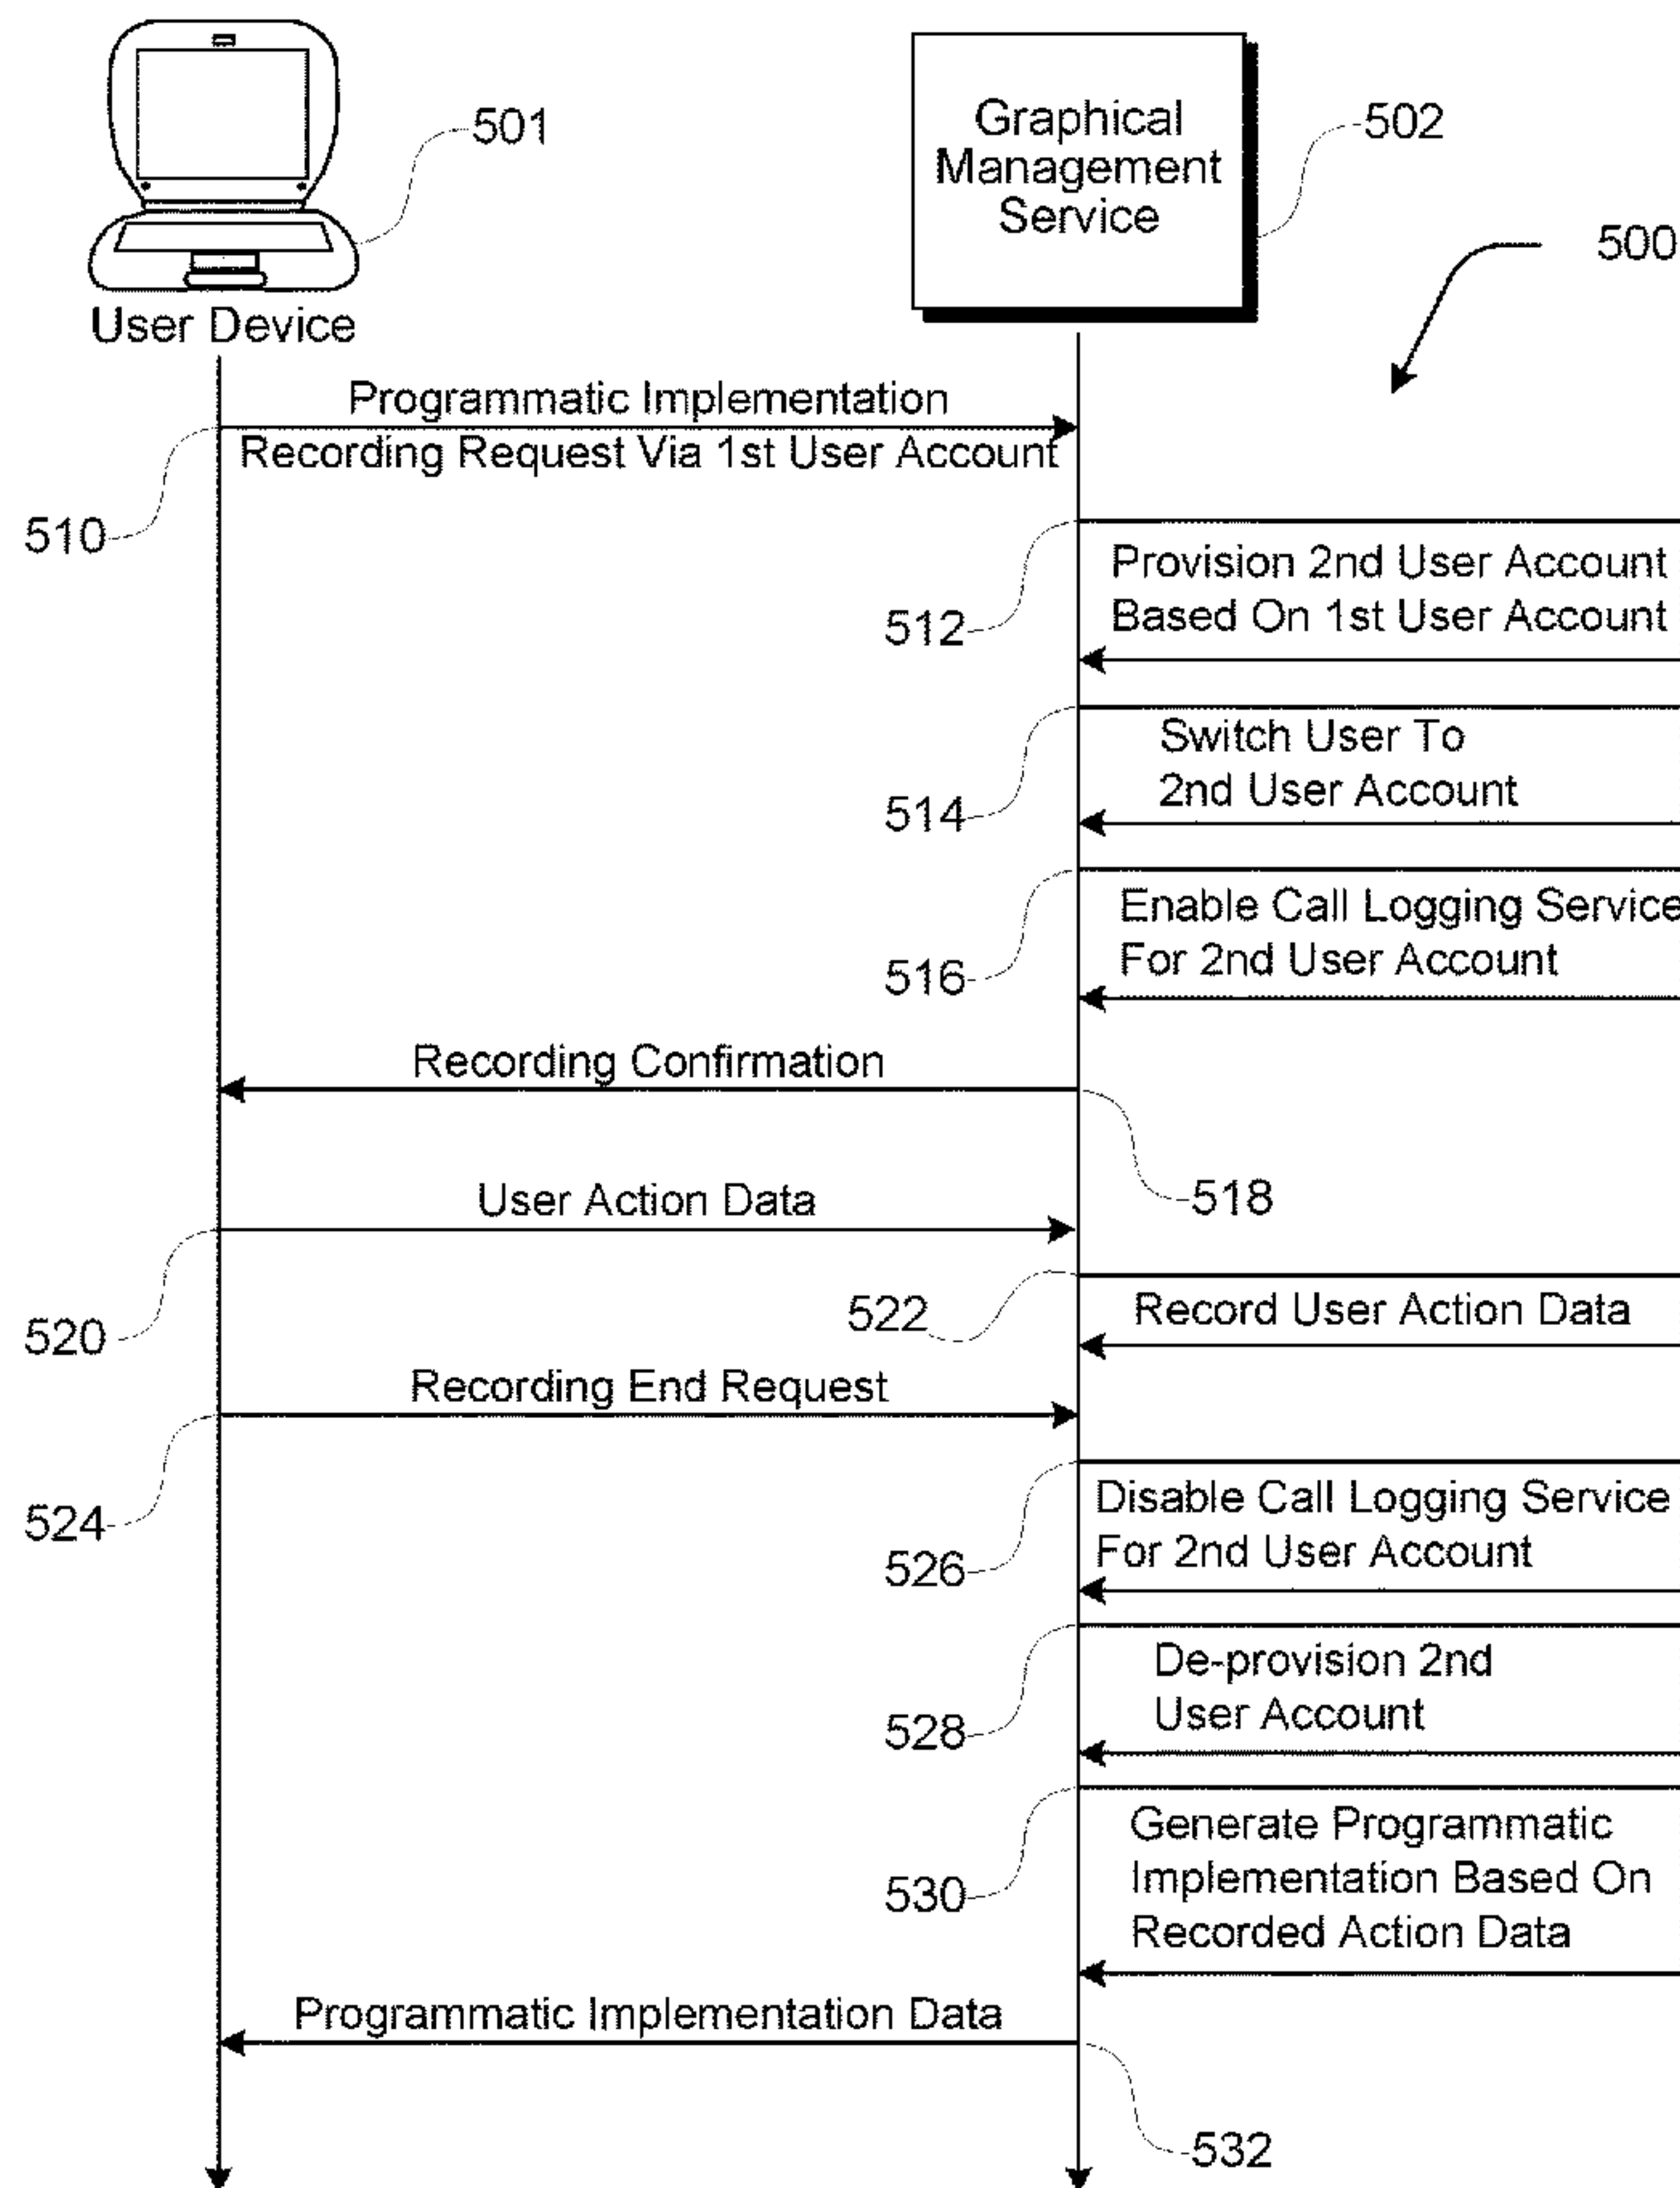 Graphical
Management
Service
501
502
500
User Device
Programmatic Implementation
Recording Request Via 1st User Account
510
Provision 2nd User Account
Based On 1st User Account
512
Switch User To
2nd User Account
514
Enable Call Logging Service
For 2nd User Account
516
Recording Confirmation
518
User Action Data
520
522
Record User Action Data
Recording End Request
524
Disable Call Logging Service
For 2nd User Account
526
De-provision 2nd
User Account
528
Generate Programmatic
Implementation Based On
Recorded Action Data
530
Programmatic Implementation Data
532